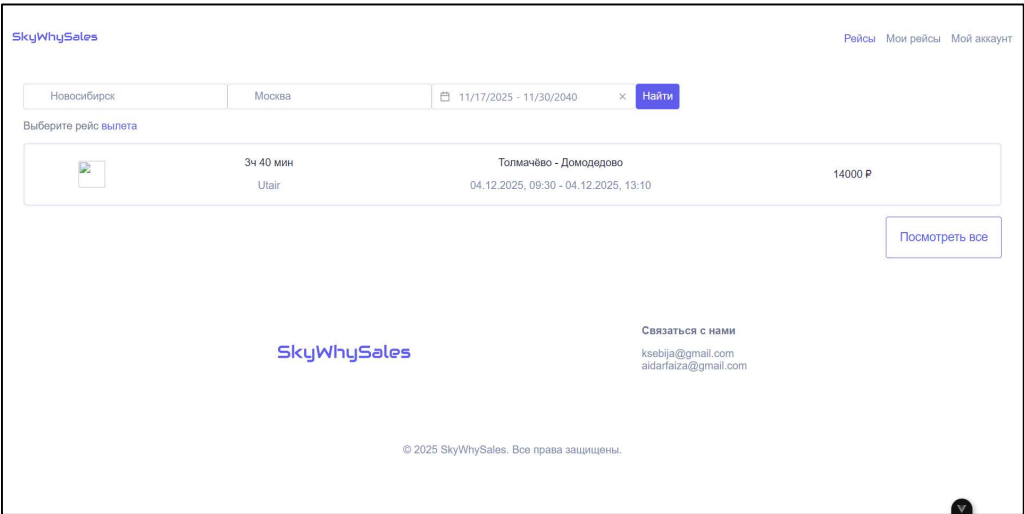 SkyWhySales
Рейсы Мои рейсы Мой аккаунт
Новосибирск Москва 11/17/2025 - 11/30/2040 Найти
Выберите рейс вылета
3ч 40 мин Толмачёво - Домодедово
14000 ₽
Utair 04.12.2025, 09:30 - 04.12.2025, 13:10
Посмотреть все
Связаться с нами
SkyWhySales
ksebija@gmail.com
aidarfaiza@gmail.com
© 2025 SkyWhySales. Все права защищены.